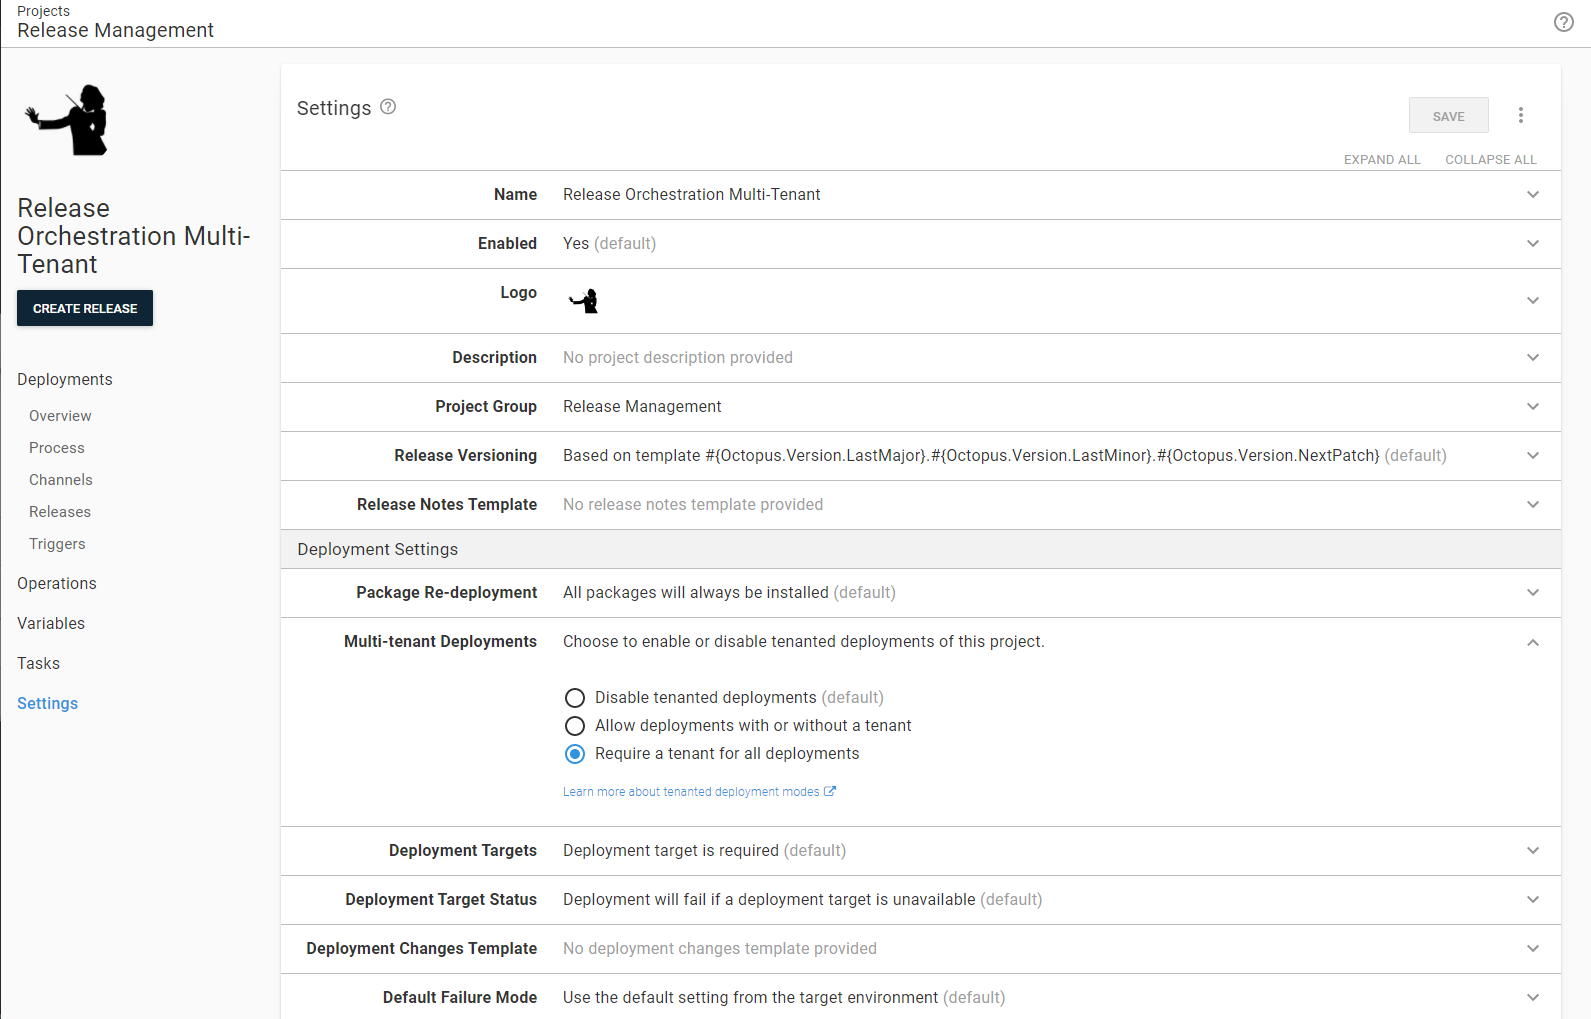 Projects
Release Management
Release
Orchestration Multi-
Tenant
CREATE RELEASE
Deployments
Overview
Process
Channels
Releases
Triggers
Operations
Variables
Tasks
Settings
Settings
SAVE
EXPAND ALL COLLAPSE ALL
Name Release Orchestration Multi-Tenant
Enabled Yes (default)
Logo
Description No project description provided
Project Group Release Management
Release Versioning Based on template #{Octopus.Version.LastMajor}.#{Octopus.Version.LastMinor}.#{Octopus.Version.NextPatch} (default)
Release Notes Template No release notes template provided
Deployment Settings
Package Re-deployment All packages will always be installed (default)
Multi-tenant Deployments Choose to enable or disable tenanted deployments of this project.
Disable tenanted deployments (default)
Allow deployments with or without a tenant
Require a tenant for all deployments
Learn more about tenanted deployment modes
Deployment Targets Deployment target is required (default)
Deployment Target Status Deployment will fail if a deployment target is unavailable (default)
Deployment Changes Template No deployment changes template provided
Default Failure Mode Use the default setting from the target environment (default)